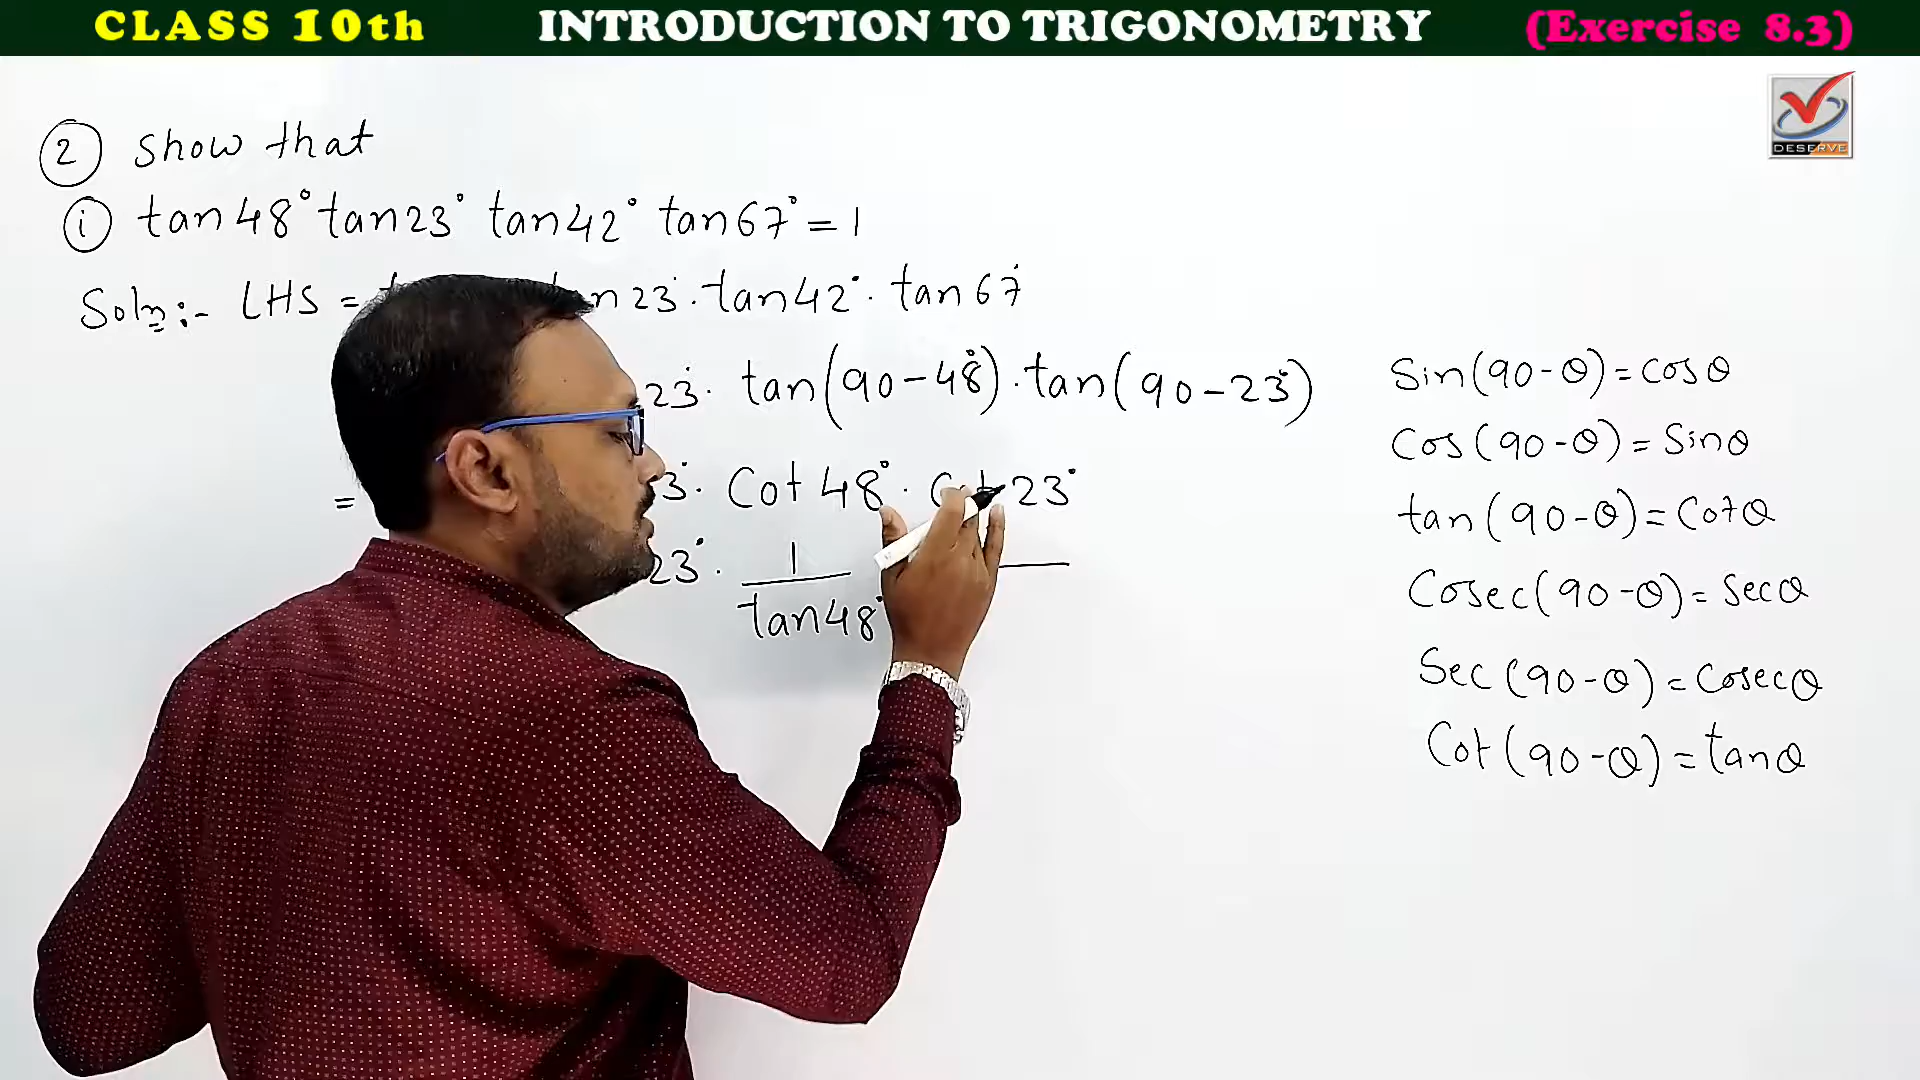 CLASS 10th INTRODUCTION TO TRIGONOMETRY (Exercise 8.3)
DESERVE
2 Show that
i tan48° tan23° tan42° tan67° = 1
Soln:- LHS = 23°. tan42°. tan67°
23°. tan(90-48°). tan(90-23°)
= 3°. Cot48°. Cot23°
23°. 1/tan48°
Sin(90-θ)=cosθ
Cos(90-θ)=Sinθ
tan(90-θ)=Cotθ
Cosec(90-θ)=Secθ
Sec(90-θ)=Cosecθ
Cot(90-θ)=tanθ